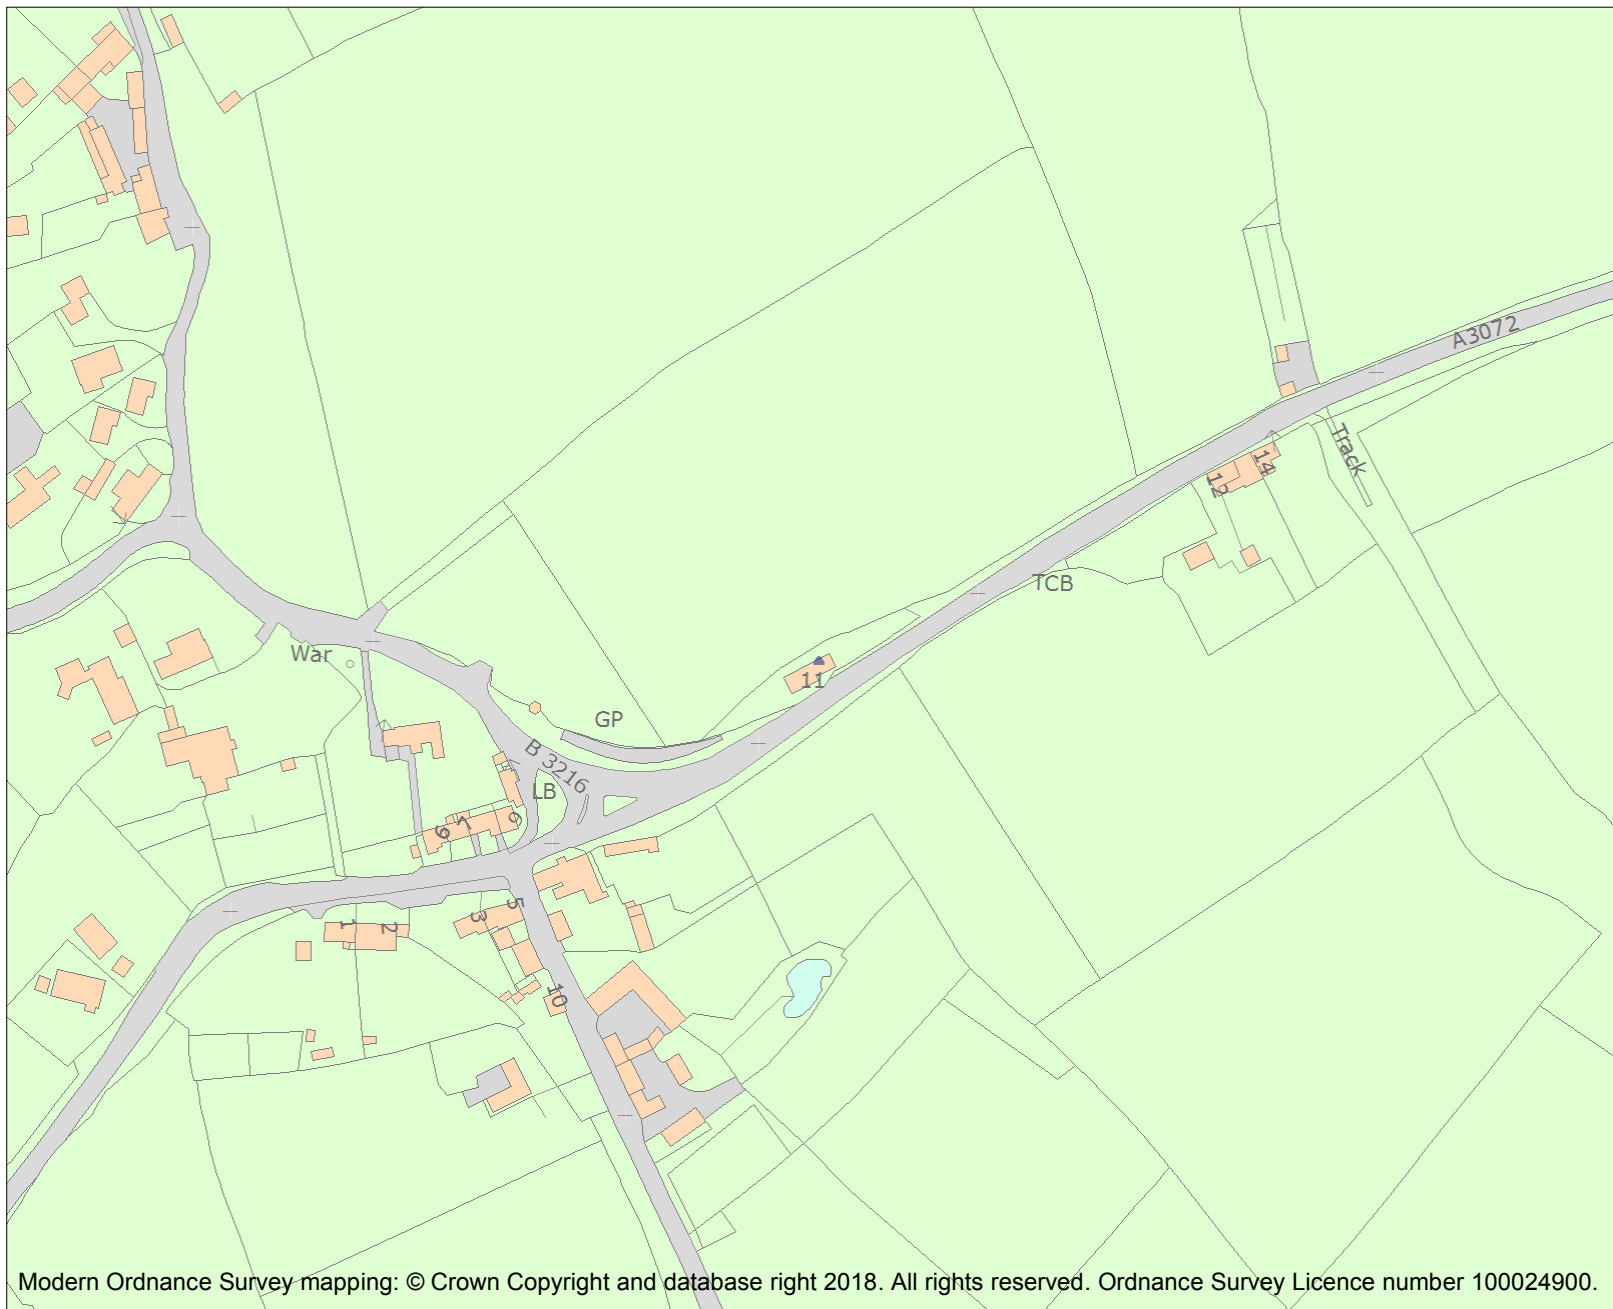 A3072
Track
14
12
TCB
War
11
GP
B 3216
LB
6
7
9
5
3
1
2
10
Modern Ordnance Survey mapping: © Crown Copyright and database right 2018. All rights reserved. Ordnance Survey Licence number 100024900.